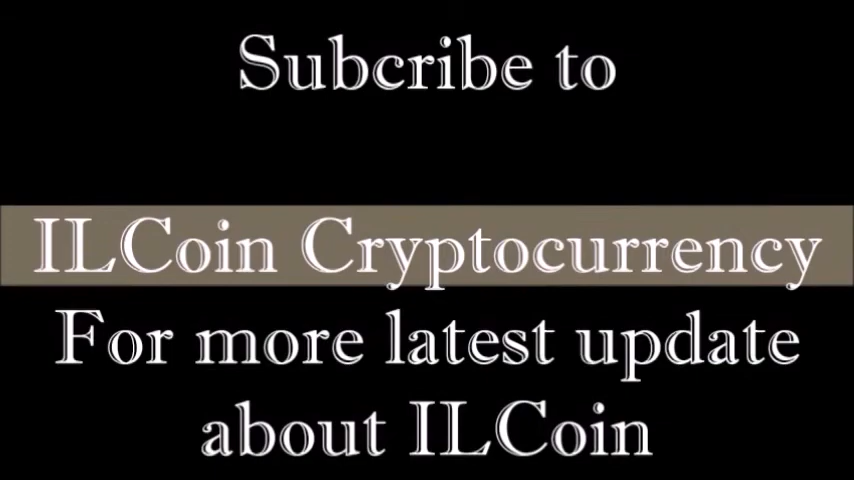 Subcribe to
ILCoin Cryptocurrency
For more latest update
about ILCoin